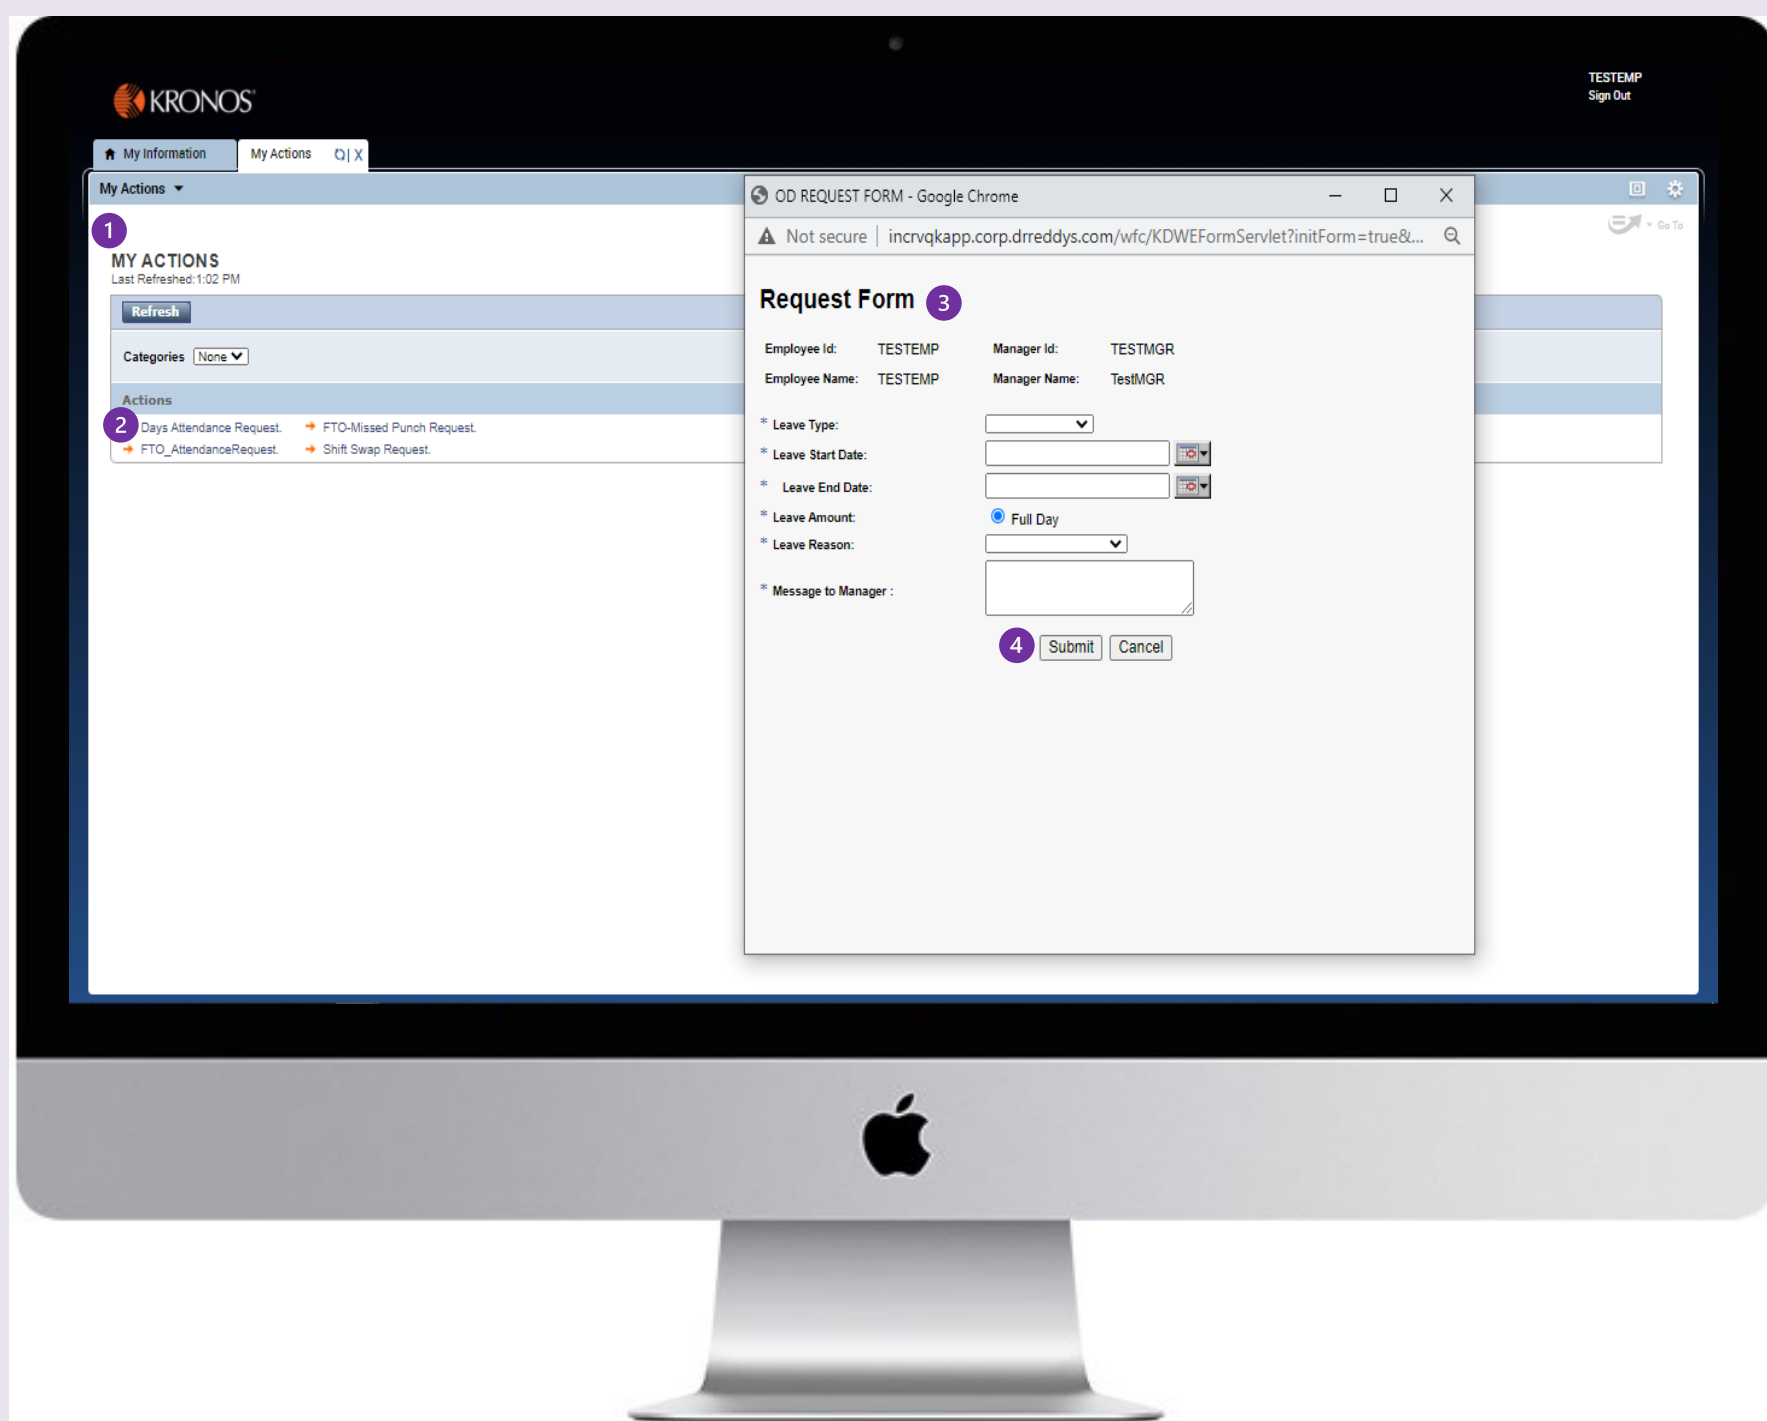 KRONOS
TESTEMP
Sign Out
My Information
My Actions
X
My Actions
1
MY ACTIONS
Last Refreshed:1:02 PM
Refresh
Categories None
Actions
2 Days Attendance Request. FTO-Missed Punch Request.
FTO_AttendanceRequest. Shift Swap Request.
Go To
OD REQUEST FORM - Google Chrome
Not secure | incrvqkapp.corp.drreddys.com/wfc/KDWEFormServlet?initForm=true&...
Request Form 3
Employee Id: TESTEMP Manager Id: TESTMGR
Employee Name: TESTEMP Manager Name: TestMGR
* Leave Type:
* Leave Start Date:
* Leave End Date:
* Leave Amount: Full Day
* Leave Reason:
* Message to Manager :
4 Submit Cancel